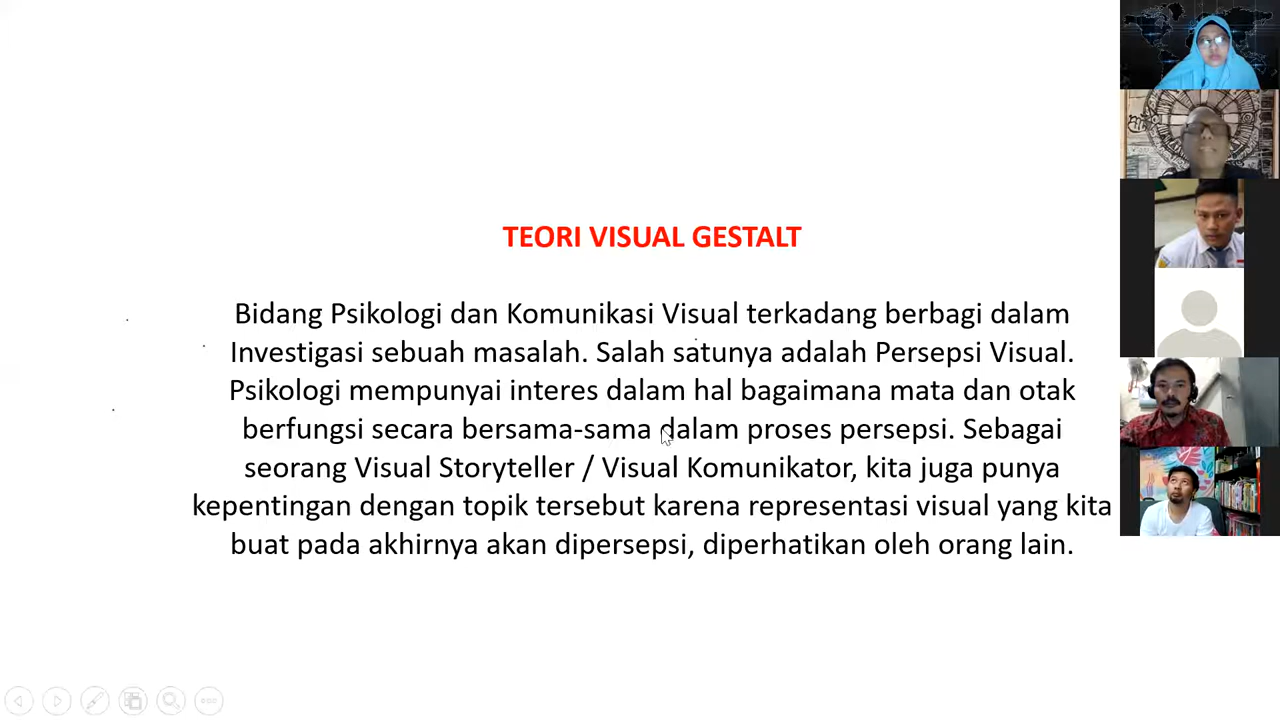 TEORI VISUAL GESTALT
Bidang Psikologi dan Komunikasi Visual terkadang berbagi dalam
Investigasi sebuah masalah. Salah satunya adalah Persepsi Visual.
Psikologi mempunyai interes dalam hal bagaimana mata dan otak
berfungsi secara bersama-sama dalam proses persepsi. Sebagai
seorang Visual Storyteller / Visual Komunikator, kita juga punya
kepentingan dengan topik tersebut karena representasi visual yang kita
buat pada akhirnya akan dipersepsi, diperhatikan oleh orang lain.